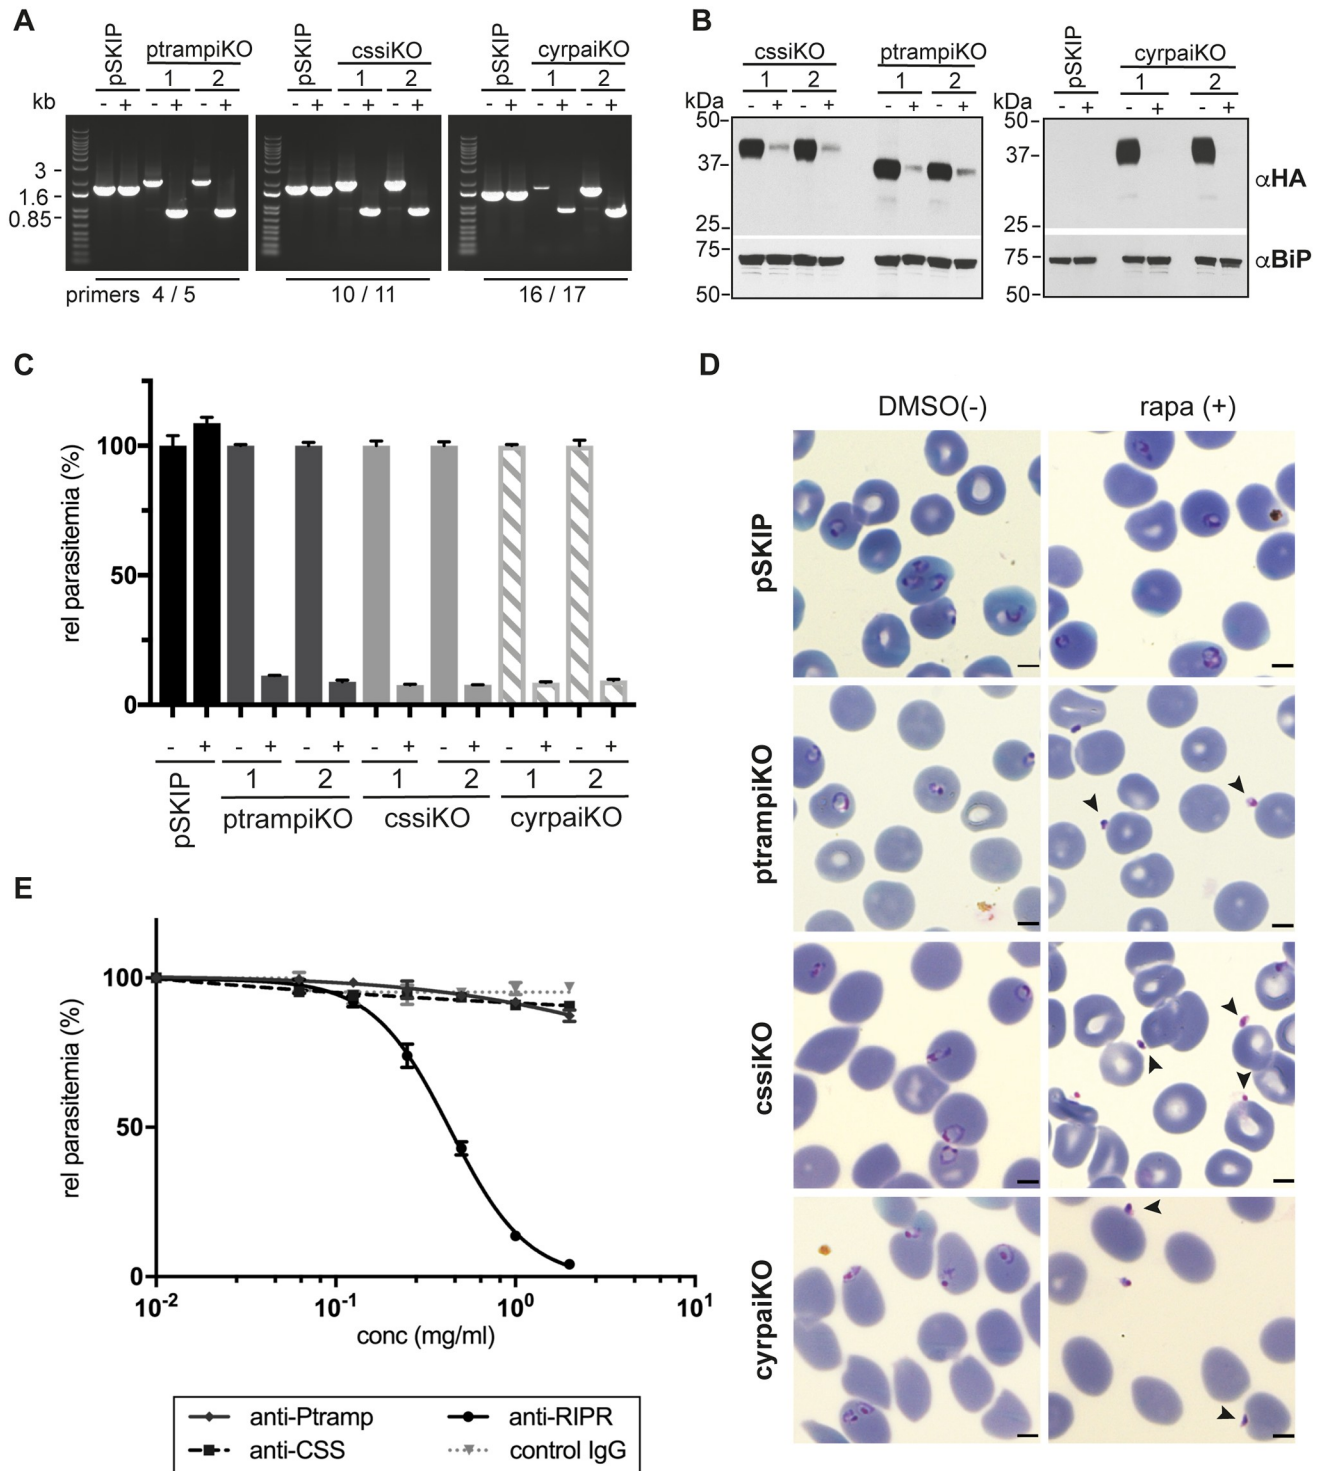 A
pSKIP ptrampiKO pSKIP cssiKO pSKIP cyrpaiKO
1 2 1 2 1 2
kb - + - + - + - + - + - + - + - + - +
3
1.6
0.85
primers 4 / 5 10 / 11 16 / 17
B
cssiKO ptrampiKO pSKIP cyrpaiKO
1 2 1 2 1 2
kDa - + - + - + - + kDa - + - + - +
50 50
37 37 αHA
25 25
75 75 αBiP
50 50
C
rel parasitemia (%)
100
50
0
- + - + - + - + - + - + - +
pSKIP 1 2 1 2 1 2
ptrampiKO cssiKO cyrpaiKO
D
DMSO(-) rapa (+)
pSKIP
ptrampiKO
cssiKO
cyrpaiKO
E
rel parasitemia (%)
100
50
0
10-2 10-1 100 101
conc (mg/ml)
anti-Ptramp anti-RIPR
anti-CSS control IgG